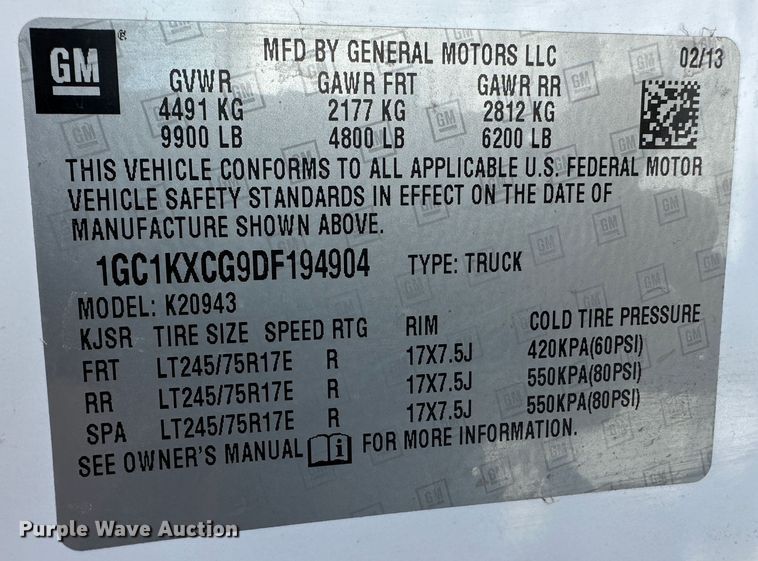 GM
®
MFD BY GENERAL MOTORS LLC 02/13
GVWR GAWR FRT GAWR RR
4491 KG 2177 KG 2812 KG
9900 LB 4800 LB 6200 LB
THIS VEHICLE CONFORMS TO ALL APPLICABLE U.S. FEDERAL MOTOR
VEHICLE SAFETY STANDARDS IN EFFECT ON THE DATE OF
MANUFACTURE SHOWN ABOVE.
1GC1KXCG9DF194904 TYPE: TRUCK
MODEL: K20943
KJSR TIRE SIZE SPEED RTG RIM COLD TIRE PRESSURE
FRT LT245/75R17E R 17X7.5J 420KPA(60PSI)
RR LT245/75R17E R 17X7.5J 550KPA(80PSI)
SPA LT245/75R17E R 17X7.5J 550KPA(80PSI)
SEE OWNER'S MANUAL i FOR MORE INFORMATION.
Purple Wave Auction